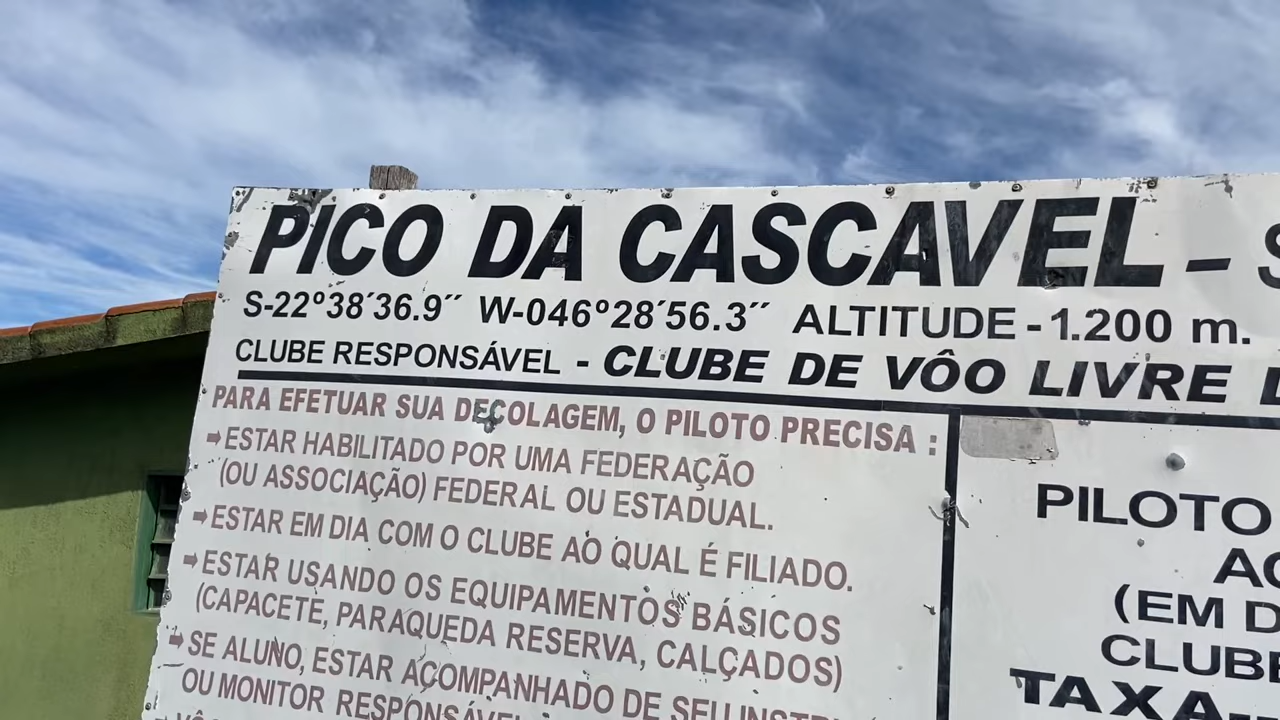 PICO DA CASCAVEL -
S-22º38´36.9´´ W-046º28´56.3´´ ALTITUDE - 1.200 m.
CLUBE RESPONSÁVEL - CLUBE DE VÔO LIVRE
PARA EFETUAR SUA DECOLAGEM, O PILOTO PRECISA :
➡ ESTAR HABILITADO POR UMA FEDERAÇÃO
(OU ASSOCIAÇÃO) FEDERAL OU ESTADUAL.
➡ ESTAR EM DIA COM O CLUBE AO QUAL É FILIADO.
➡ ESTAR USANDO OS EQUIPAMENTOS BÁSICOS
(CAPACETE, PARAQUEDA RESERVA, CALÇADOS)
➡ SE ALUNO, ESTAR ACOMPANHADO DE SEU
OU MONITOR RESPONSÁVEL
PILOTO
(EM
CLUBE
TAXA